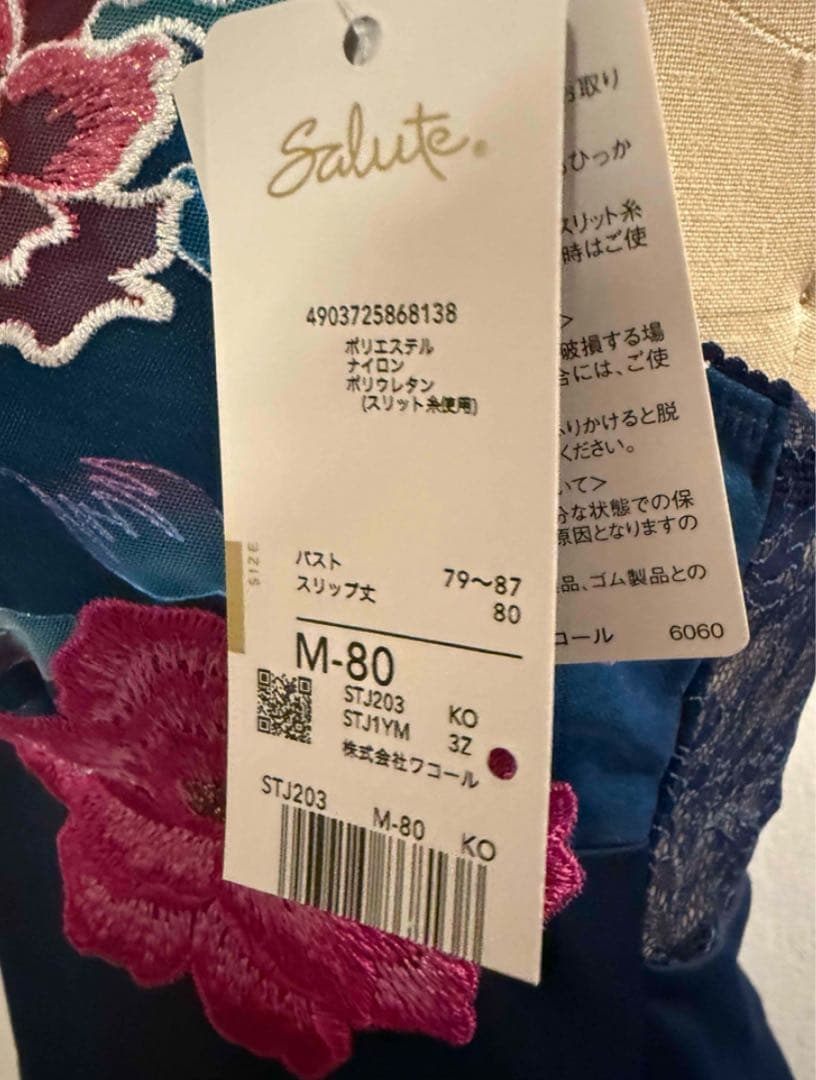 Salute.
4903725868138
ポリエステル
ナイロン
ポリウレタン
(スリット糸使用)
SIZE
バスト 79〜87
スリップ丈 80
M-80
STJ203 KO
STJ1YM 3Z
株式会社ワコール
STJ203 M-80 KO
お取り
ひっか
スリット糸
時はご使
>
破損する場
合には、ご使
りかけると脱
ください。
いて>
分な状態での保
原因となりますの
品、ゴム製品との
コール 6060